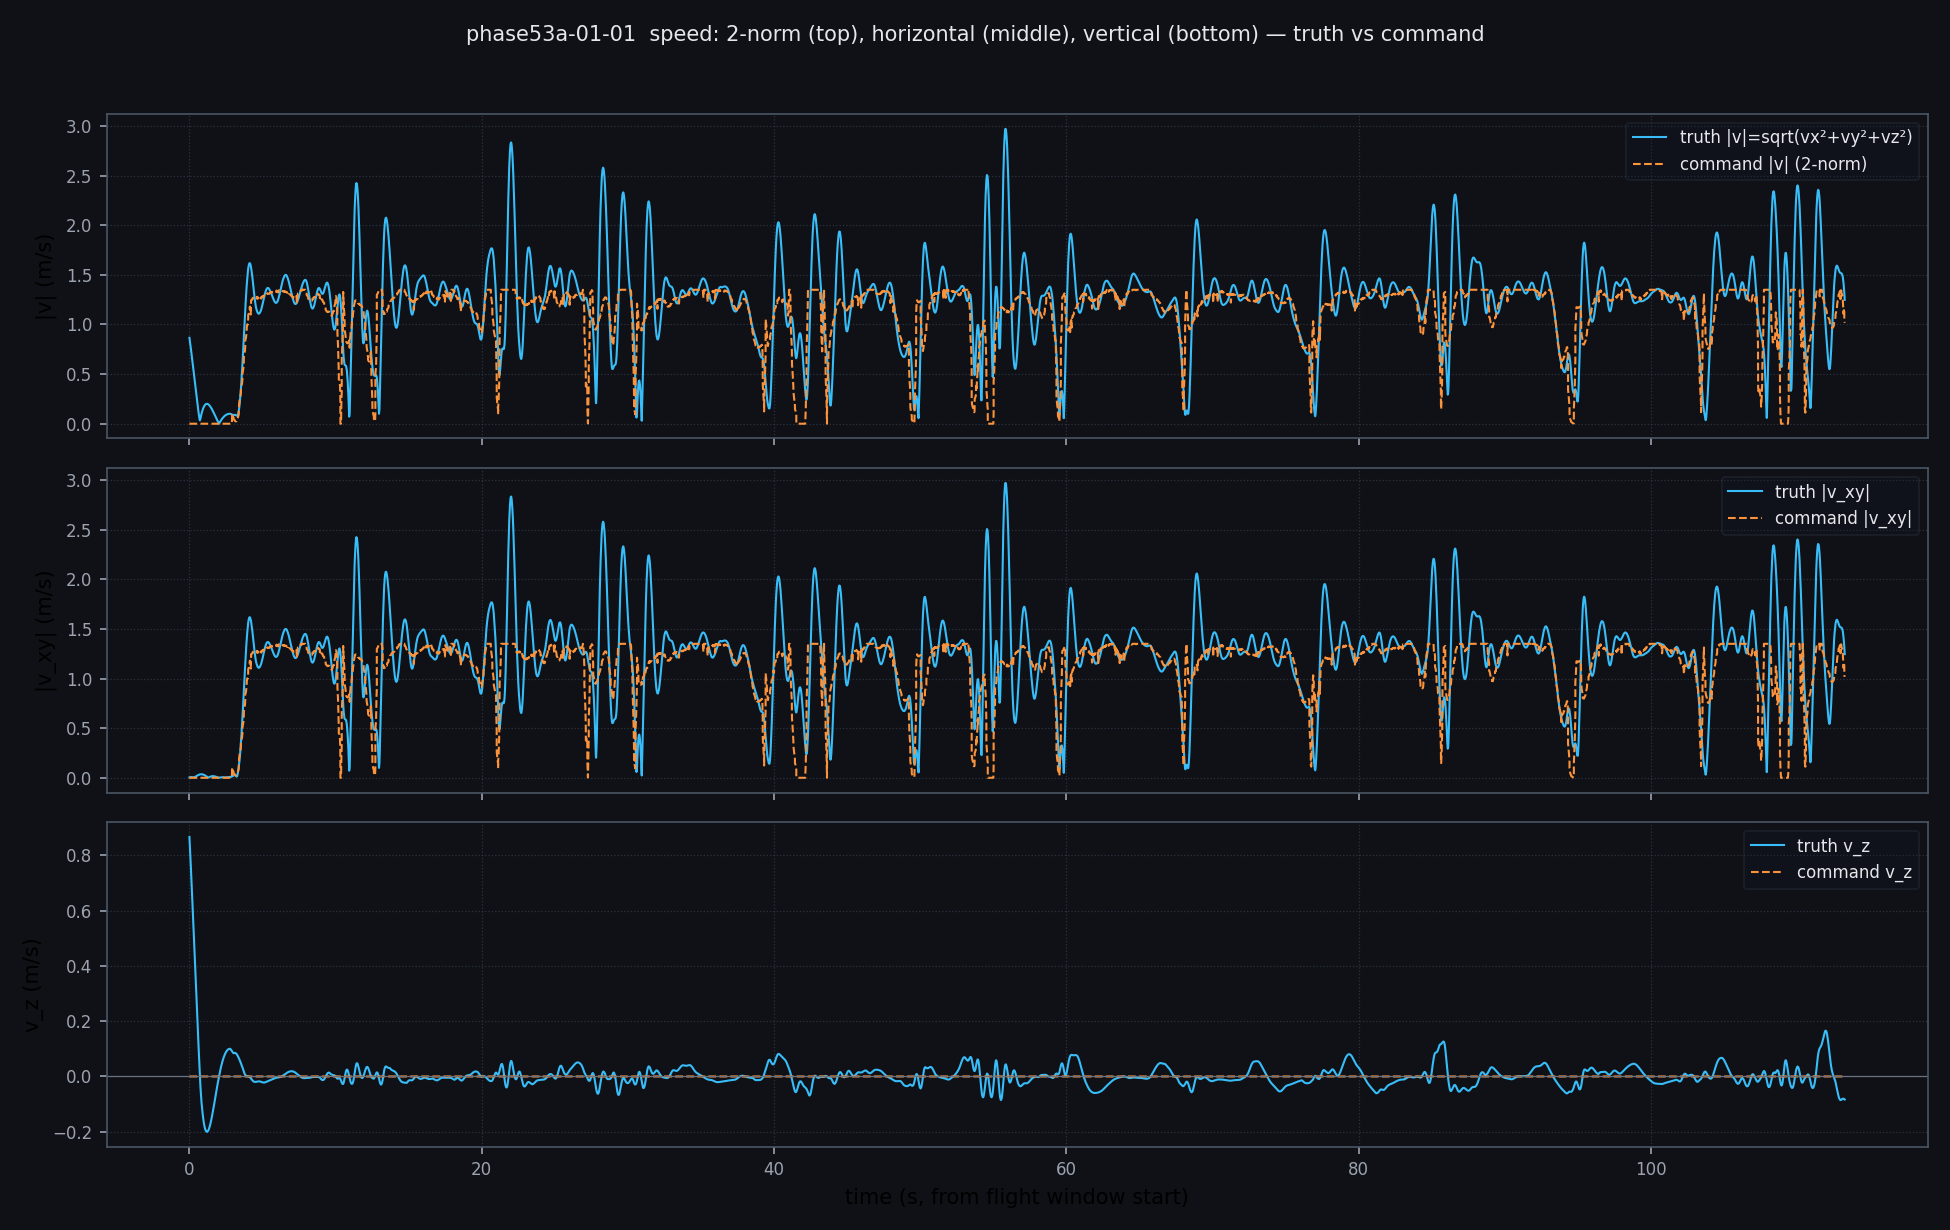 phase53a-01-01 speed: 2-norm (top), horizontal (middle), vertical (bottom) — truth vs command
|v| (m/s)
3.0
2.5
2.0
1.5
1.0
0.5
0.0
truth |v|=sqrt(vx²+vy²+vz²)
command |v| (2-norm)
|v_xy| (m/s)
3.0
2.5
2.0
1.5
1.0
0.5
0.0
truth |v_xy|
command |v_xy|
v_z (m/s)
0.8
0.6
0.4
0.2
0.0
−0.2
truth v_z
command v_z
0 20 40 60 80 100
time (s, from flight window start)